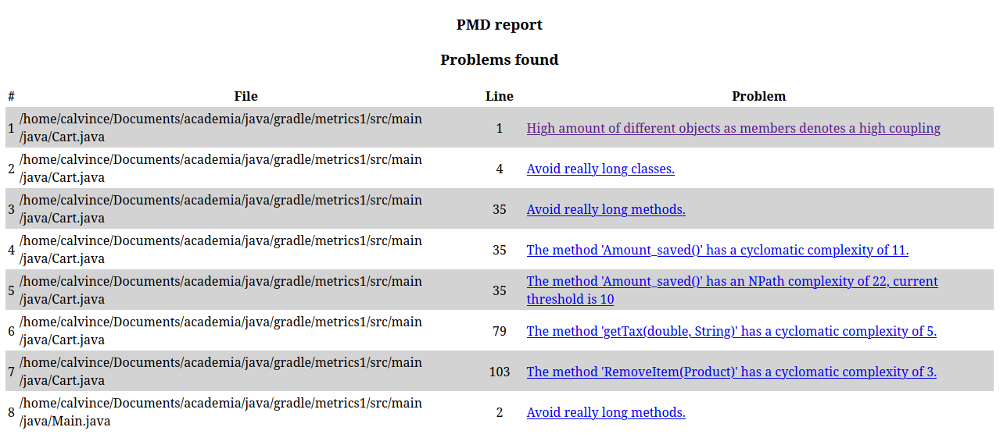 PMD report
Problems found
# File Line Problem
1 /home/calvince/Documents/academia/java/gradle/metrics1/src/main
/java/Cart.java 1 High amount of different objects as members denotes a high coupling
2 /home/calvince/Documents/academia/java/gradle/metrics1/src/main
/java/Cart.java 4 Avoid really long classes.
3 /home/calvince/Documents/academia/java/gradle/metrics1/src/main
/java/Cart.java 35 Avoid really long methods.
4 /home/calvince/Documents/academia/java/gradle/metrics1/src/main
/java/Cart.java 35 The method 'Amount_saved()' has a cyclomatic complexity of 11.
5 /home/calvince/Documents/academia/java/gradle/metrics1/src/main
/java/Cart.java 35 The method 'Amount_saved()' has an NPath complexity of 22, current
threshold is 10
6 /home/calvince/Documents/academia/java/gradle/metrics1/src/main
/java/Cart.java 79 The method 'getTax(double, String)' has a cyclomatic complexity of 5.
7 /home/calvince/Documents/academia/java/gradle/metrics1/src/main
/java/Cart.java 103 The method 'RemoveItem(Product)' has a cyclomatic complexity of 3.
8 /home/calvince/Documents/academia/java/gradle/metrics1/src/main
/java/Main.java 2 Avoid really long methods.